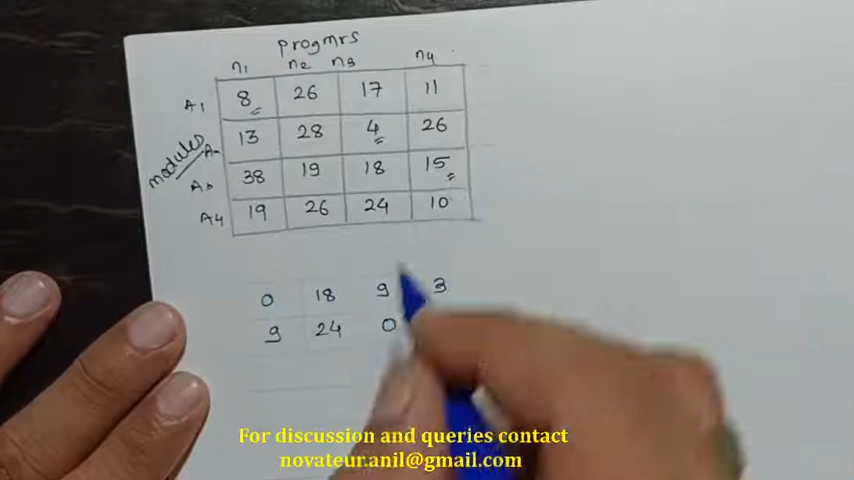 progmrs
n1 n2 n3 n4
A1 8 26 17 11
A2 13 28 4 26
A3 38 19 18 15
A4 19 26 24 10
modules
0 18 9 3
9 24 0
For discussion and queries contact
novateur.anil@gmail.com